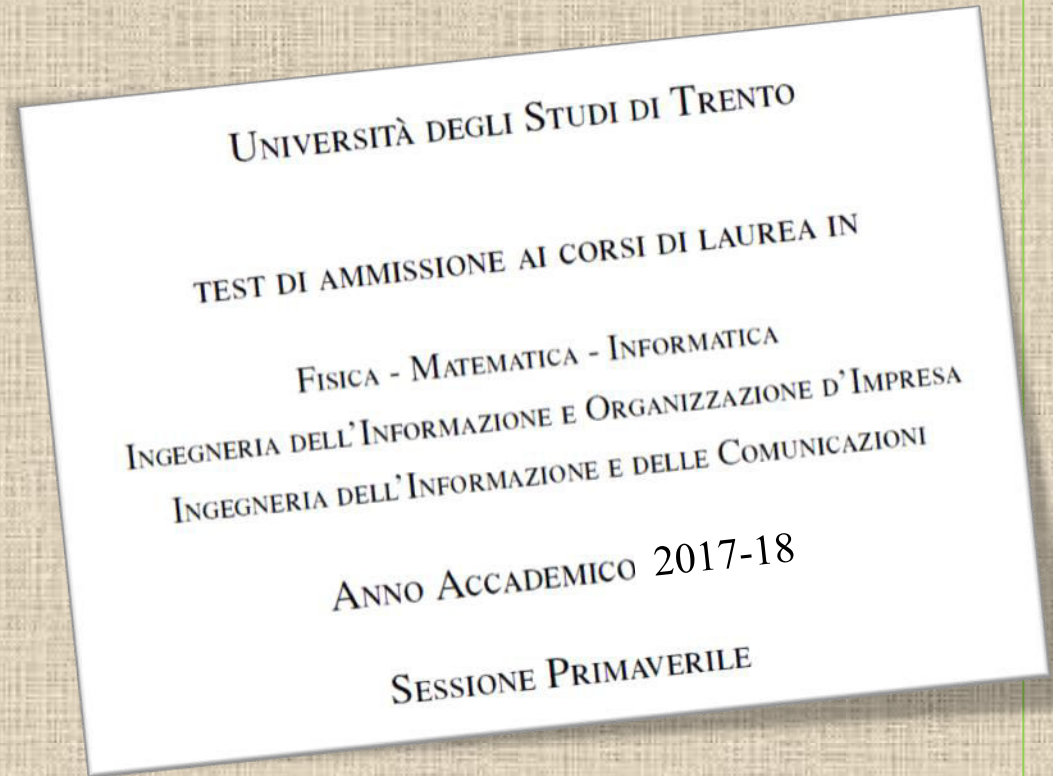 UNIVERSITÀ DEGLI STUDI DI TRENTO
TEST DI AMMISSIONE AI CORSI DI LAUREA IN
FISICA - MATEMATICA - INFORMATICA
INGEGNERIA DELL'INFORMAZIONE E ORGANIZZAZIONE D'IMPRESA
INGEGNERIA DELL'INFORMAZIONE E DELLE COMUNICAZIONI
ANNO ACCADEMICO 2017-18
SESSIONE PRIMAVERILE